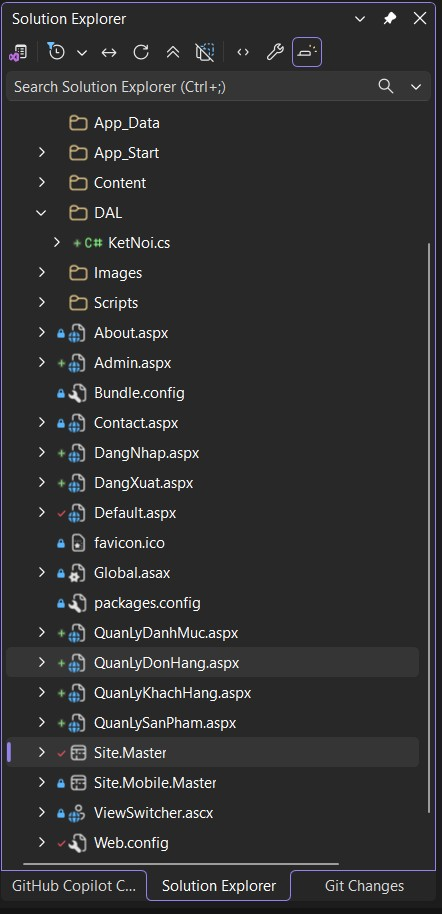 Solution Explorer
Search Solution Explorer (Ctrl+;)
App_Data
App_Start
Content
DAL
C# KetNoi.cs
Images
Scripts
About.aspx
Admin.aspx
Bundle.config
Contact.aspx
DangNhap.aspx
DangXuat.aspx
Default.aspx
favicon.ico
Global.asax
packages.config
QuanLyDanhMuc.aspx
QuanLyDonHang.aspx
QuanLyKhachHang.aspx
QuanLySanPham.aspx
Site.Master
Site.Mobile.Master
ViewSwitcher.ascx
Web.config
GitHub Copilot C... Solution Explorer Git Changes